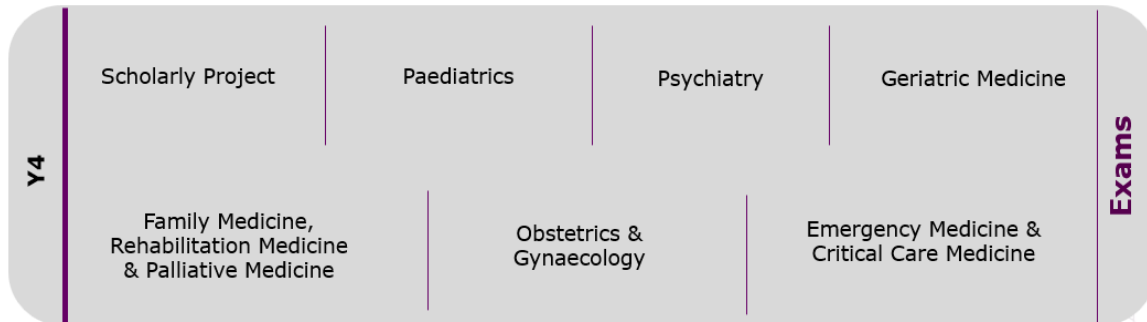 Y4
Scholarly Project
Paediatrics
Psychiatry
Geriatric Medicine
Family Medicine,
Rehabilitation Medicine
& Palliative Medicine
Obstetrics &
Gynaecology
Emergency Medicine &
Critical Care Medicine
Exams